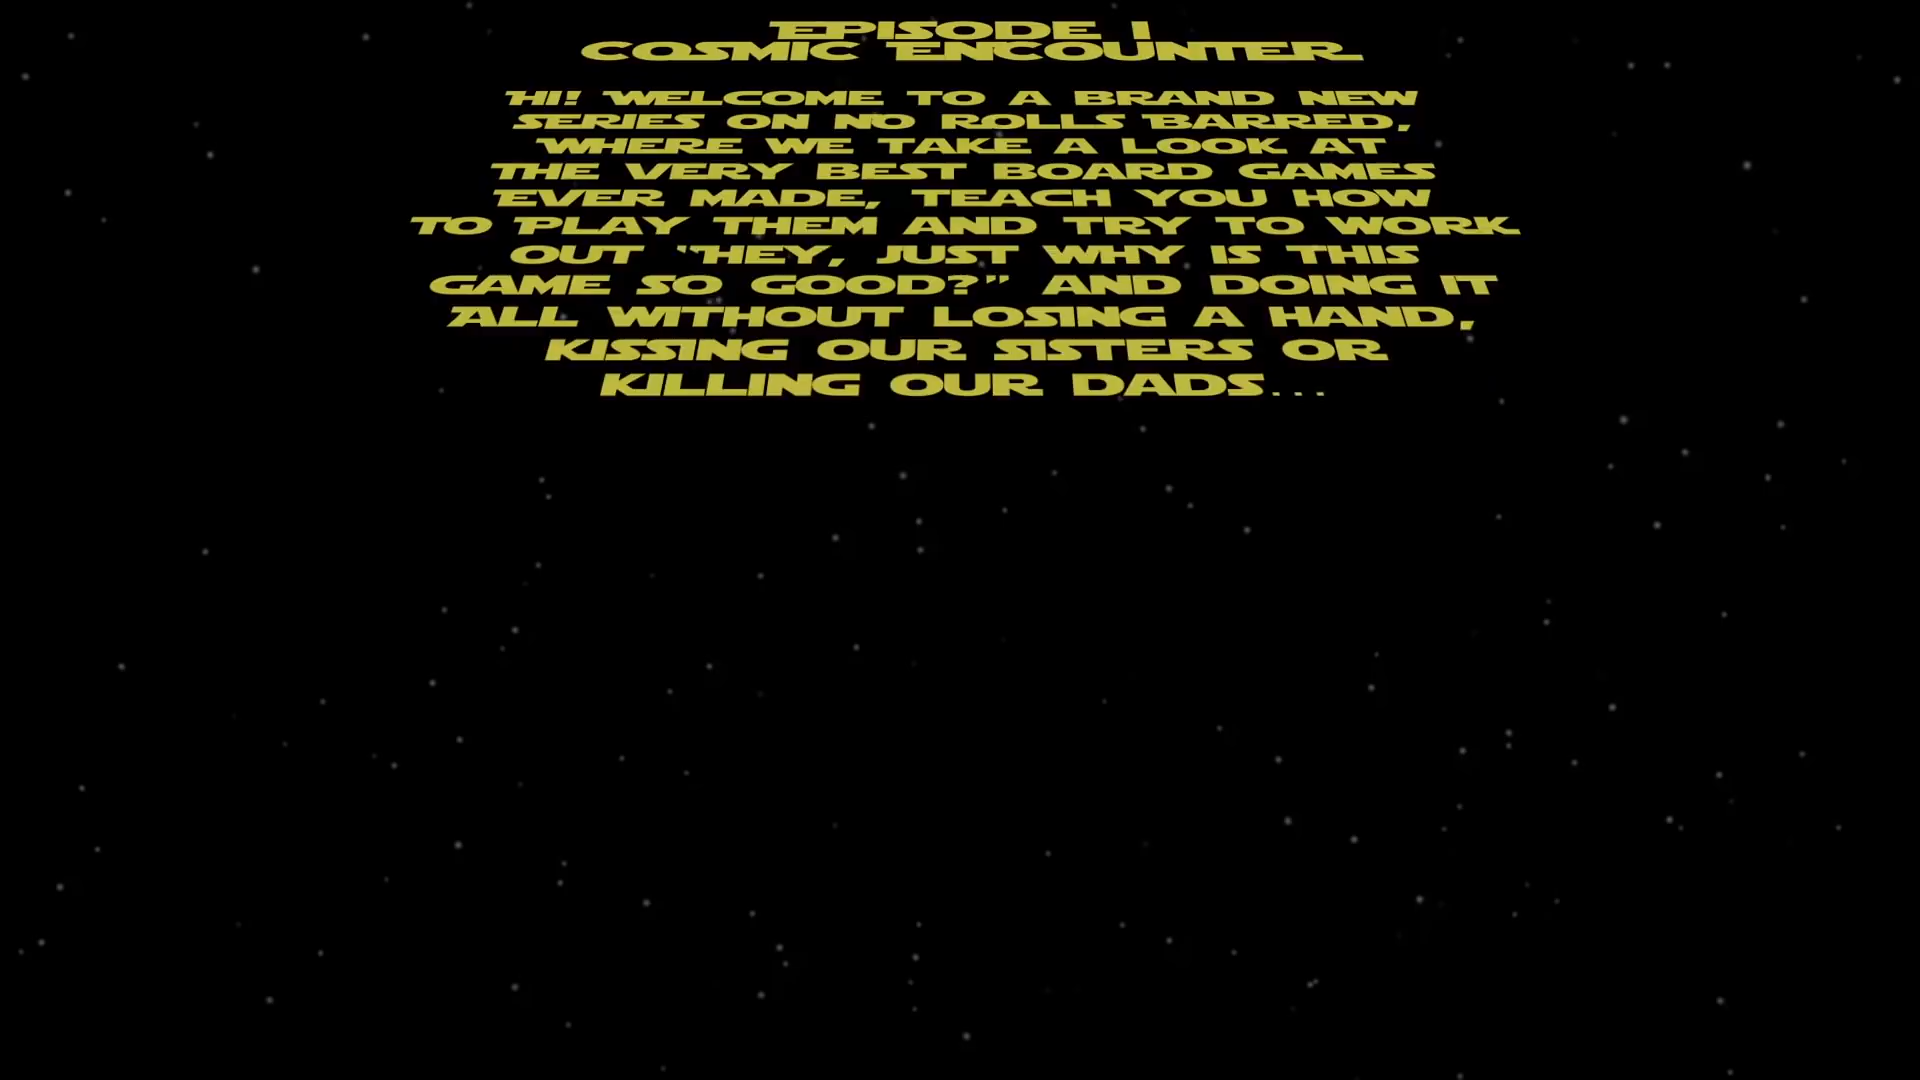 EPISODE I
COSMIC ENCOUNTER
HI! WELCOME TO A BRAND NEW
SERIES ON NO ROLLS BARRED,
WHERE WE TAKE A LOOK AT
THE VERY BEST BOARD GAMES
EVER MADE, TEACH YOU HOW
TO PLAY THEM AND TRY TO WORK
OUT “HEY, JUST WHY IS THIS
GAME SO GOOD?” AND DOING IT
ALL WITHOUT LOSING A HAND,
KISSING OUR SISTERS OR
KILLING OUR DADS...